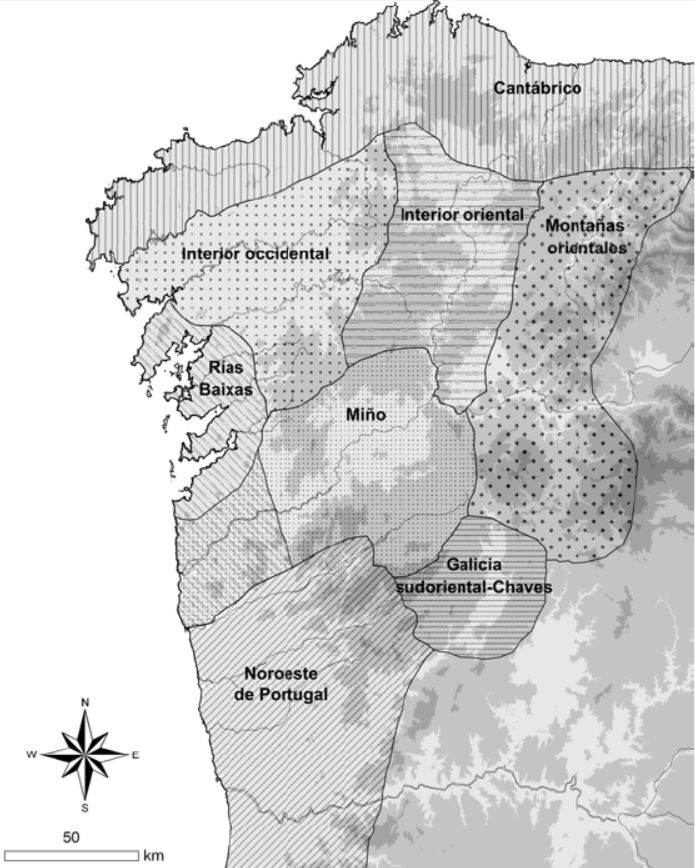 Cantábrico
Interior oriental
Montañas
orientales
Interior occidental
Rías
Baixas
Miño
Galicia
sudoriental-Chaves
Noroeste
de Portugal
N
W
E
S
50
km